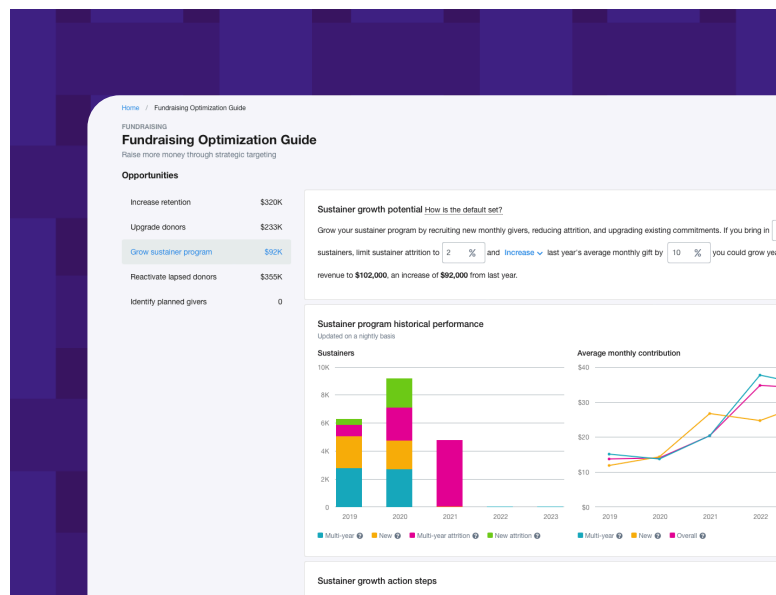 Home / Fundraising Optimization Guide
FUNDRAISING
Fundraising Optimization Guide
Raise more money through strategic targeting
Opportunities
Increase retention $320K
Upgrade donors $233K
Grow sustainer program $92K
Reactivate lapsed donors $355K
Identify planned givers 0
Sustainer growth potential How is the default set?
Grow your sustainer program by recruiting new monthly givers, reducing attrition, and upgrading existing commitments. If you bring in
sustainers, limit sustainer attrition to 2 % and Increase last year's average monthly gift by 10 % you could grow yea
revenue to $102,000, an increase of $92,000 from last year.
Sustainer program historical performance
Updated on a nightly basis
Sustainers
10K
8K
6K
4K
2K
0
2019 2020 2021 2022 2023
Multi-year ? New ? Multi-year attrition ? New attrition ?
Average monthly contribution
$40
$30
$20
$10
$0
2019 2020 2021 2022
Multi-year ? New ? Overall ?
Sustainer growth action steps